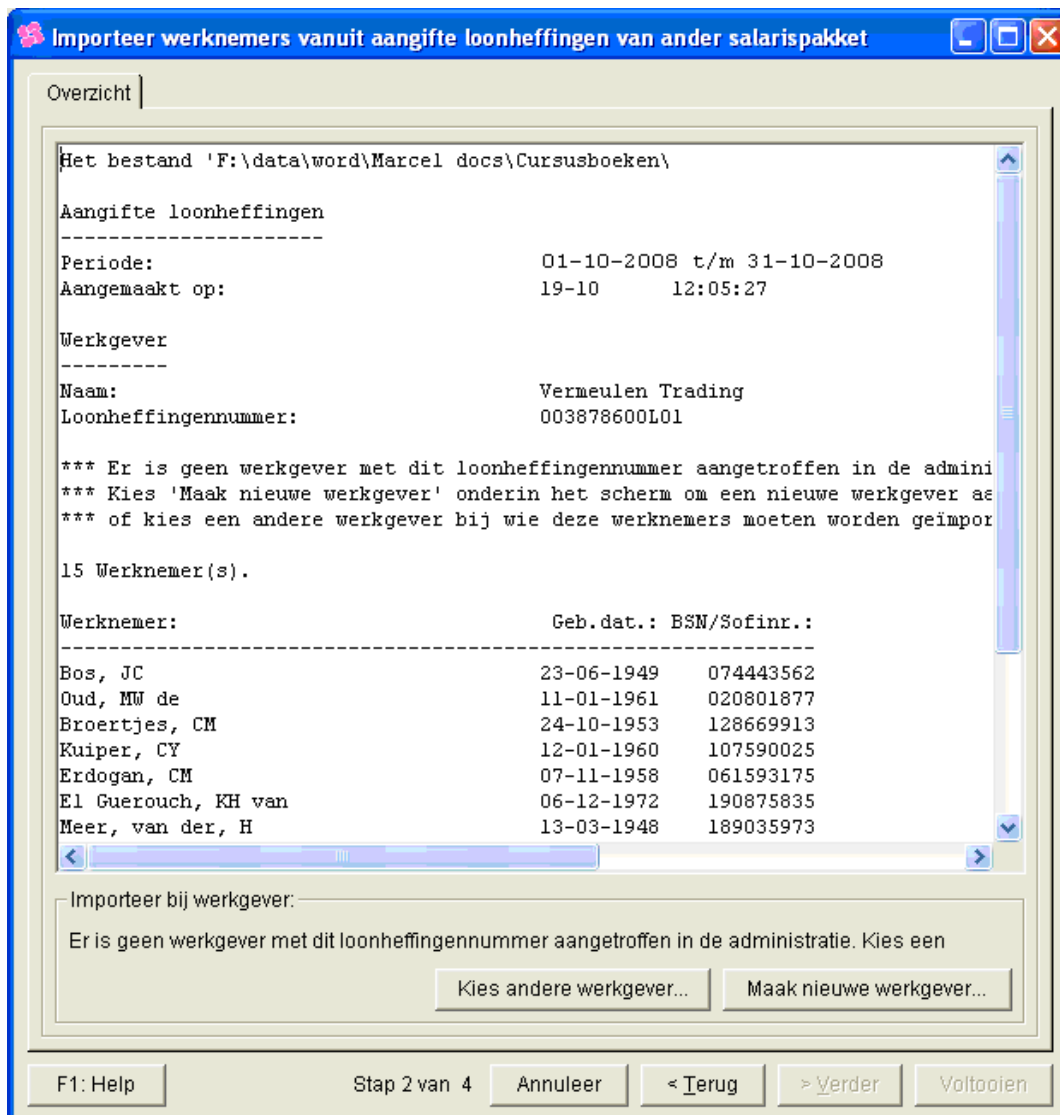 Importeer werknemers vanuit aangifte loonheffingen van ander salarispakket
Overzicht
Het bestand 'F:\data\word\Marcel docs\Cursusboeken\
Aangifte loonheffingen
----------------------
Periode: 01-10-2008 t/m 31-10-2008
Aangemaakt op: 19-10 12:05:27
Werkgever
---------
Naam: Vermeulen Trading
Loonheffingennummer: 003878600L01
*** Er is geen werkgever met dit loonheffingennummer aangetroffen in de admini
*** Kies 'Maak nieuwe werkgever' onderin het scherm om een nieuwe werkgever aa
*** of kies een andere werkgever bij wie deze werknemers moeten worden geïmpor
15 Werknemer(s).
Werknemer: Geb.dat.: BSN/Sofinr.:
---------------------------------------------------------------
Bos, JC 23-06-1949 074443562
Oud, MW de 11-01-1961 020801877
Broertjes, CM 24-10-1953 128669913
Kuiper, CY 12-01-1960 107590025
Erdogan, CM 07-11-1958 061593175
El Guerouch, KH van 06-12-1972 190875835
Meer, van der, H 13-03-1948 189035973
Importeer bij werkgever:
Er is geen werkgever met dit loonheffingennummer aangetroffen in de administratie. Kies een
Kies andere werkgever... Maak nieuwe werkgever...
F1: Help Stap 2 van 4 Annuleer < Terug > Verder Voltooien